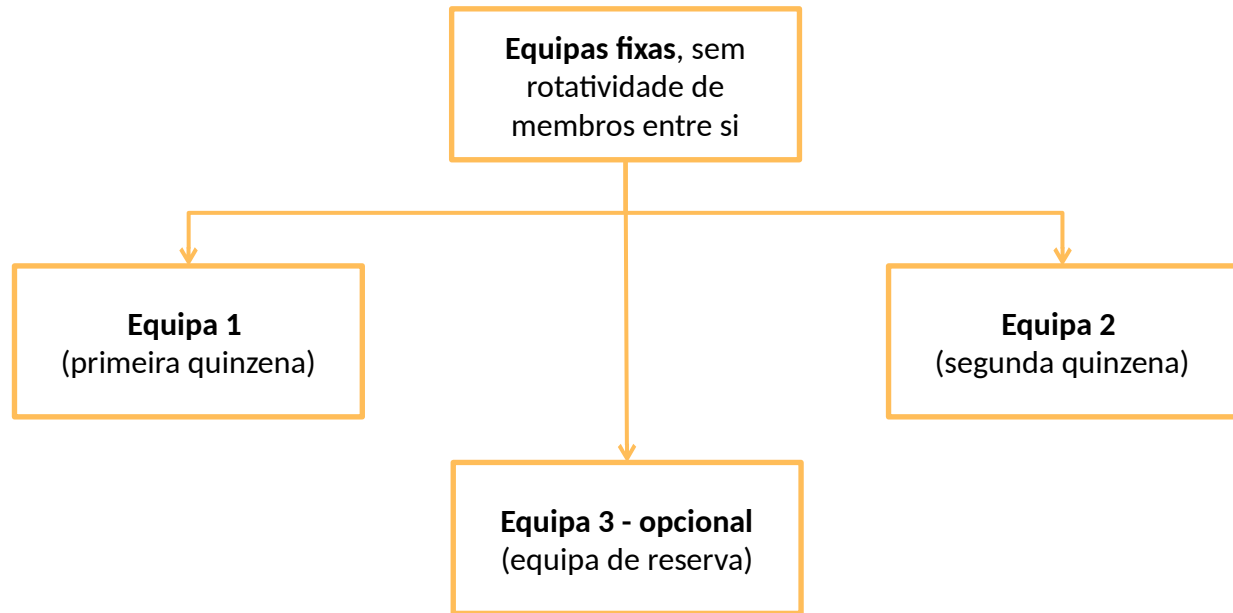 Equipas fixas, sem
rotatividade de
membros entre si
Equipa 1
(primeira quinzena)
Equipa 2
(segunda quinzena)
Equipa 3 - opcional
(equipa de reserva)